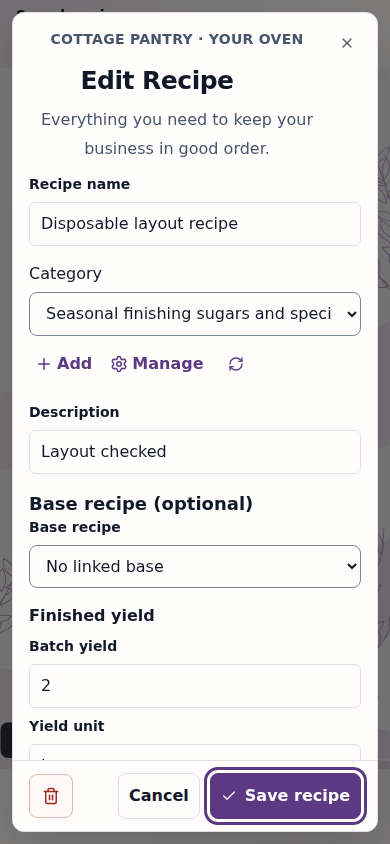 COTTAGE PANTRY · YOUR OVEN
Edit Recipe
Everything you need to keep your
business in good order.
Recipe name
Disposable layout recipe
Category
Seasonal finishing sugars and speci
Add
Manage
Description
Layout checked
Base recipe (optional)
Base recipe
No linked base
Finished yield
Batch yield
2
Yield unit
Cancel
Save recipe